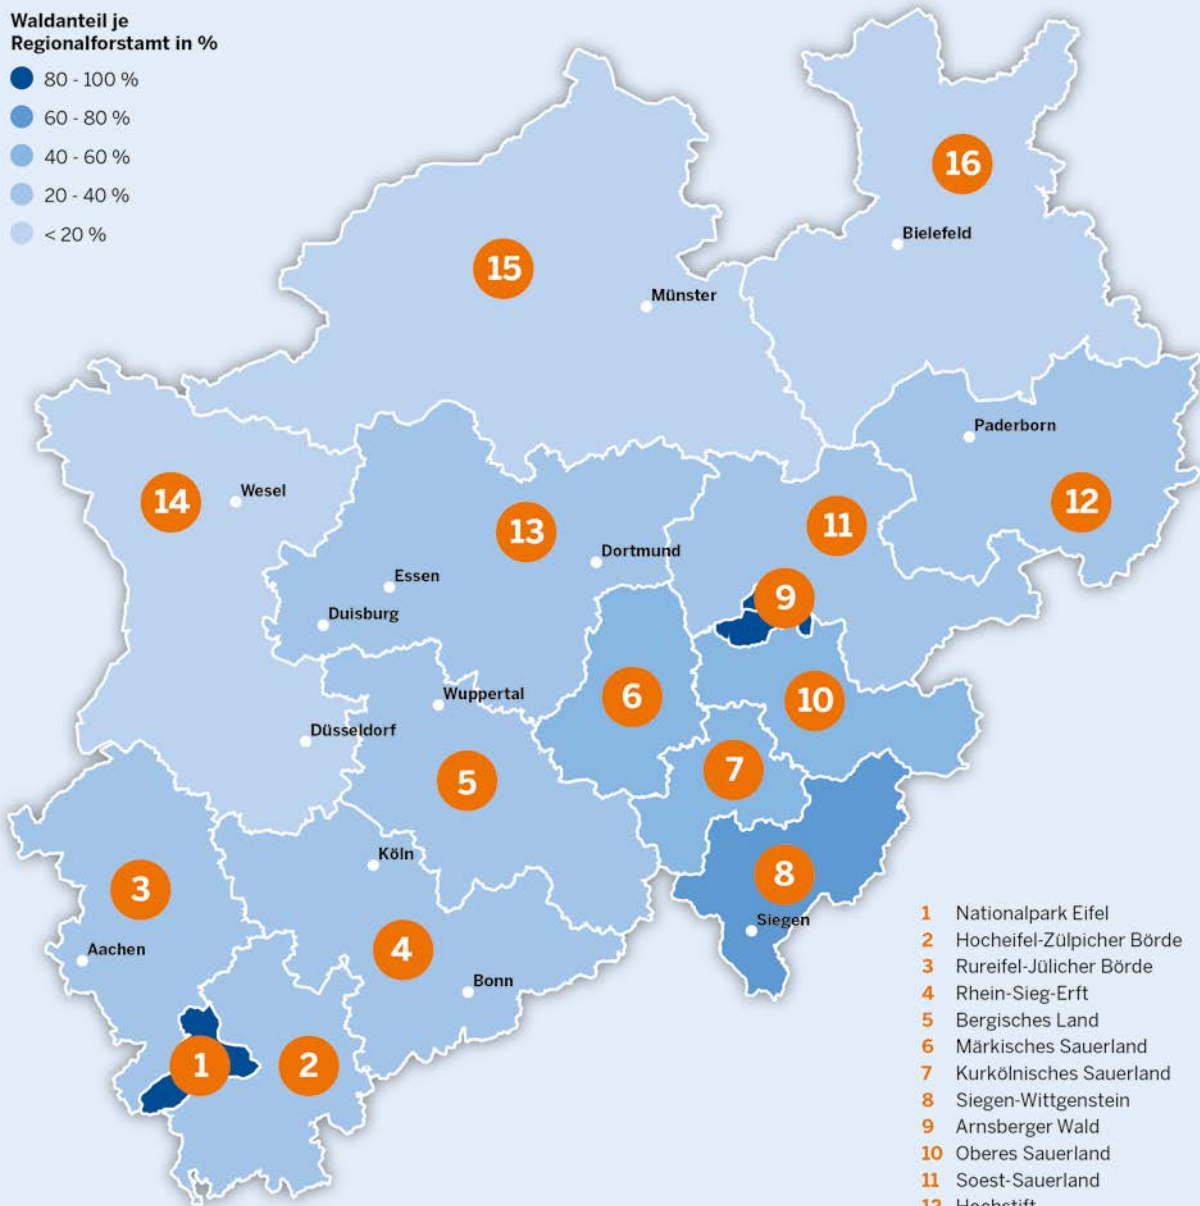 Waldanteil je
Regionalforstamt in %
80 - 100 %
60 - 80 %
40 - 60 %
20 - 40 %
< 20 %
16
Bielefeld
15
Münster
Paderborn
14
Wesel
12
11
13
Dortmund
Essen
9
Duisburg
6
Wuppertal
10
Düsseldorf
7
5
Köln
8
3
Siegen
Aachen
4
Bonn
1
2
1 Nationalpark Eifel
2 Hocheifel-Zülpicher Börde
3 Rureifel-Jülicher Börde
4 Rhein-Sieg-Erft
5 Bergisches Land
6 Märkisches Sauerland
7 Kurkölnisches Sauerland
8 Siegen-Wittgenstein
9 Arnsberger Wald
10 Oberes Sauerland
11 Soest-Sauerland
12 Hochstift